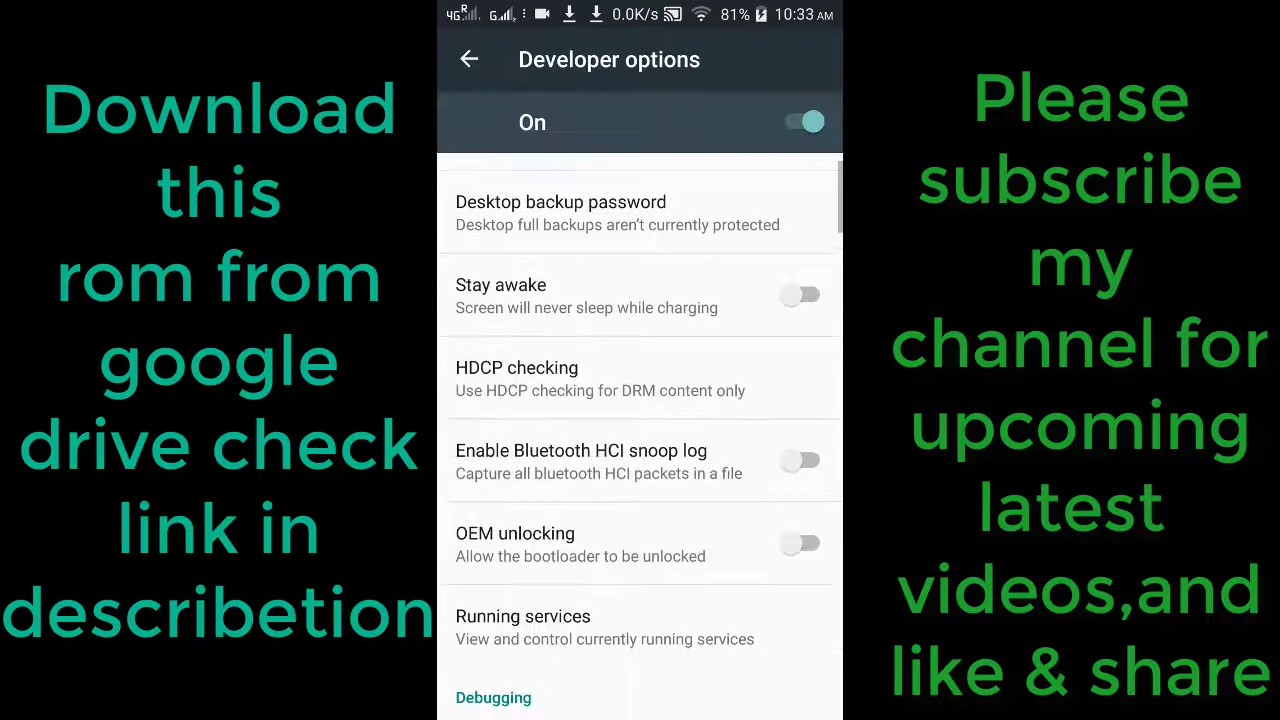 Download
this
rom from
google
drive check
link in
describetion
4G R G 0.0K/s 81% 10:33 AM
Developer options
On
Desktop backup password
Desktop full backups aren't currently protected
Stay awake
Screen will never sleep while charging
HDCP checking
Use HDCP checking for DRM content only
Enable Bluetooth HCI snoop log
Capture all bluetooth HCI packets in a file
OEM unlocking
Allow the bootloader to be unlocked
Running services
View and control currently running services
Debugging
Please
subscribe
my
channel for
upcoming
latest
videos,and
like & share